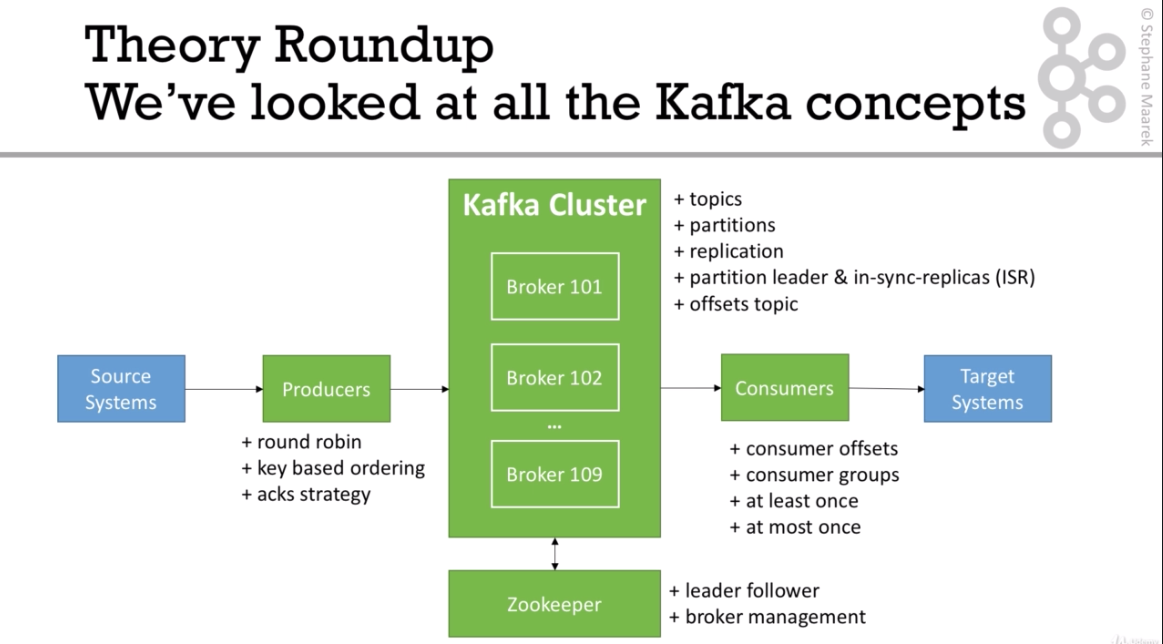 Theory Roundup
We've looked at all the Kafka concepts
© Stephane Maarek
Kafka Cluster
Broker 101
Broker 102
...
Broker 109
+ topics
+ partitions
+ replication
+ partition leader & in-sync-replicas (ISR)
+ offsets topic
Source
Systems
Producers
+ round robin
+ key based ordering
+ acks strategy
Consumers
+ consumer offsets
+ consumer groups
+ at least once
+ at most once
Target
Systems
Zookeeper
+ leader follower
+ broker management